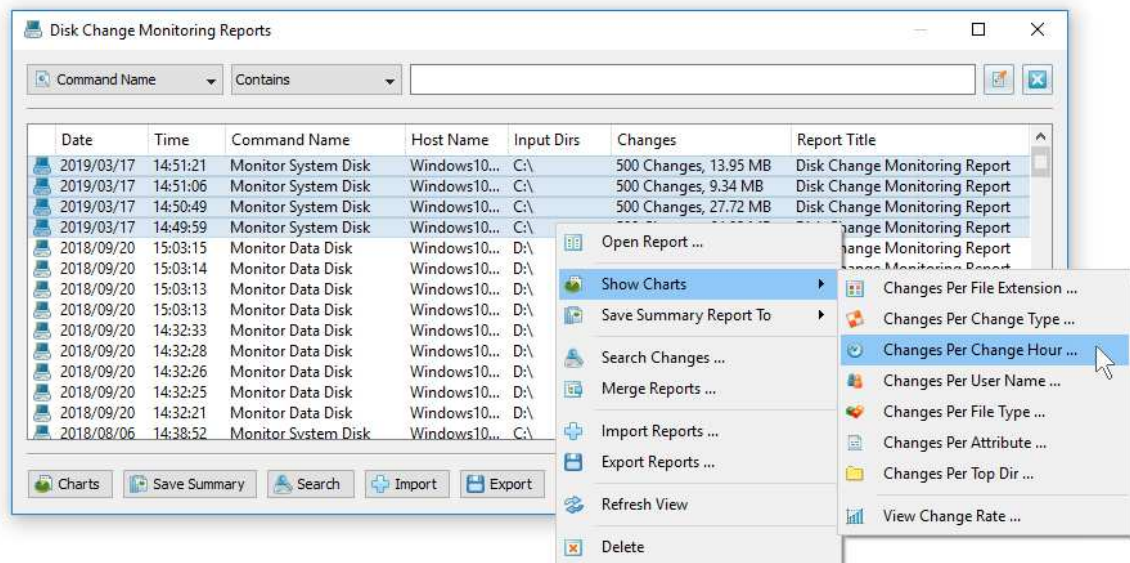 Disk Change Monitoring Reports
Command Name Contains
Date Time Command Name Host Name Input Dirs Changes Report Title
2019/03/17 14:51:21 Monitor System Disk Windows10... C:\ 500 Changes, 13.95 MB Disk Change Monitoring Report
2019/03/17 14:51:06 Monitor System Disk Windows10... C:\ 500 Changes, 9.34 MB Disk Change Monitoring Report
2019/03/17 14:50:49 Monitor System Disk Windows10... C:\ 500 Changes, 27.72 MB Disk Change Monitoring Report
2019/03/17 14:49:59 Monitor System Disk Windows10... C:\ Change Monitoring Report
2018/09/20 15:03:15 Monitor Data Disk Windows10... D:\ Monitoring Report
2018/09/20 15:03:14 Monitor Data Disk Windows10... D:\ Monitoring Report
2018/09/20 15:03:13 Monitor Data Disk Windows10... D:\
2018/09/20 15:03:13 Monitor Data Disk Windows10... D:\
2018/09/20 14:32:33 Monitor Data Disk Windows10... D:\
2018/09/20 14:32:28 Monitor Data Disk Windows10... D:\
2018/09/20 14:32:26 Monitor Data Disk Windows10... D:\
2018/09/20 14:32:25 Monitor Data Disk Windows10... D:\
2018/09/20 14:32:21 Monitor Data Disk Windows10... D:\
2018/08/06 14:38:52 Monitor System Disk Windows10... C:\
Charts Save Summary Search Import Export
Open Report ...
Show Charts
Save Summary Report To
Search Changes ...
Merge Reports ...
Import Reports ...
Export Reports ...
Refresh View
Delete
Changes Per File Extension ...
Changes Per Change Type ...
Changes Per Change Hour ...
Changes Per User Name ...
Changes Per File Type ...
Changes Per Attribute ...
Changes Per Top Dir ...
View Change Rate ...